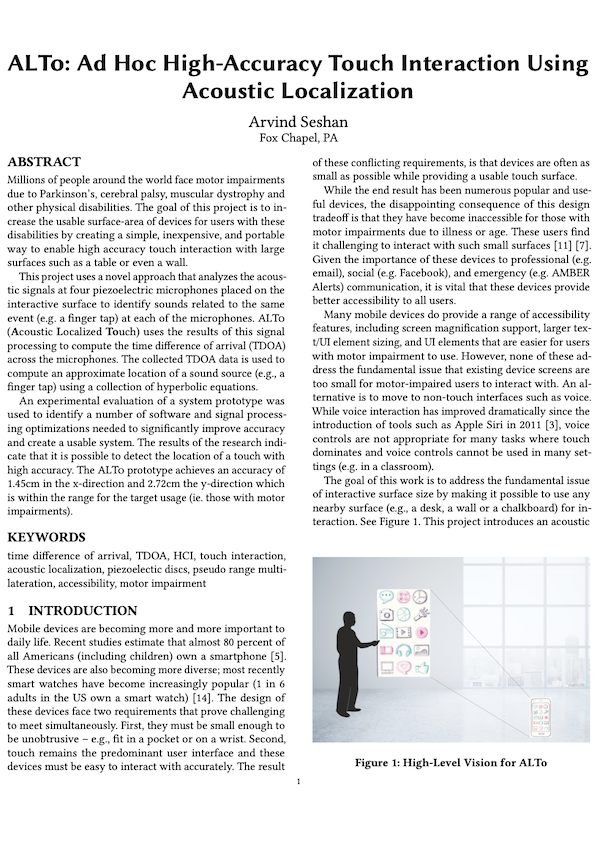 ALTo: Ad Hoc High-Accuracy Touch Interaction Using
Acoustic Localization
Arvind Seshan
Fox Chapel, PA
ABSTRACT
Millions of people around the world face motor impairments
due to Parkinson's, cerebral palsy, muscular dystrophy and
other physical disabilities. The goal of this project is to in-
crease the usable surface-area of devices for users with these
disabilities by creating a simple, inexpensive, and portable
way to enable high accuracy touch interaction with large
surfaces such as a table or even a wall.
This project uses a novel approach that analyzes the acous-
tic signals at four piezoelectric microphones placed on the
interactive surface to identify sounds related to the same
event (e.g. a finger tap) at each of the microphones. ALTo
(Acoustic Localized Touch) uses the results of this signal
processing to compute the time difference of arrival (TDOA)
across the microphones. The collected TDOA data is used to
compute an approximate location of a sound source (e.g., a
finger tap) using a collection of hyperbolic equations.
An experimental evaluation of a system prototype was
used to identify a number of software and signal process-
ing optimizations needed to significantly improve accuracy
and create a usable system. The results of the research indi-
cate that it is possible to detect the location of a touch with
high accuracy. The ALTo prototype achieves an accuracy of
1.45cm in the x-direction and 2.72cm the y-direction which
is within the range for the target usage (ie. those with motor
impairments).
KEYWORDS
time difference of arrival, TDOA, HCI, touch interaction,
acoustic localization, piezoelectic discs, pseudo range multi-
lateration, accessibility, motor impairment
1 INTRODUCTION
Mobile devices are becoming more and more important to
daily life. Recent studies estimate that almost 80 percent of
all Americans (including children) own a smartphone [5].
These devices are also becoming more diverse; most recently
smart watches have become increasingly popular (1 in 6
adults in the US own a smart watch) [14]. The design of
these devices face two requirements that prove challenging
to meet simultaneously. First, they must be small enough to
be unobtrusive – e.g., fit in a pocket or on a wrist. Second,
touch remains the predominant user interface and these
devices must be easy to interact with accurately. The result
of these conflicting requirements, is that devices are often as
small as possible while providing a usable touch surface.
While the end result has been numerous popular and use-
ful devices, the disappointing consequence of this design
tradeoff is that they have become inaccessible for those with
motor impairments due to illness or age. These users find
it challenging to interact with such small surfaces [11] [7].
Given the importance of these devices to professional (e.g.
email), social (e.g. Facebook), and emergency (e.g. AMBER
Alerts) communication, it is vital that these devices provide
better accessibility to all users.
Many mobile devices do provide a range of accessibility
features, including screen magnification support, larger tex-
t/UI element sizing, and UI elements that are easier for users
with motor impairment to use. However, none of these ad-
dress the fundamental issue that existing device screens are
too small for motor-impaired users to interact with. An al-
ternative is to move to non-touch interfaces such as voice.
While voice interaction has improved dramatically since the
introduction of tools such as Apple Siri in 2011 [3], voice
controls are not appropriate for many tasks where touch
dominates and voice controls cannot be used in many set-
tings (e.g. in a classroom).
The goal of this work is to address the fundamental issue
of interactive surface size by making it possible to use any
nearby surface (e.g., a desk, a wall or a chalkboard) for in-
teraction. See Figure 1. This project introduces an acoustic
Figure 1: High-Level Vision for ALTo
1